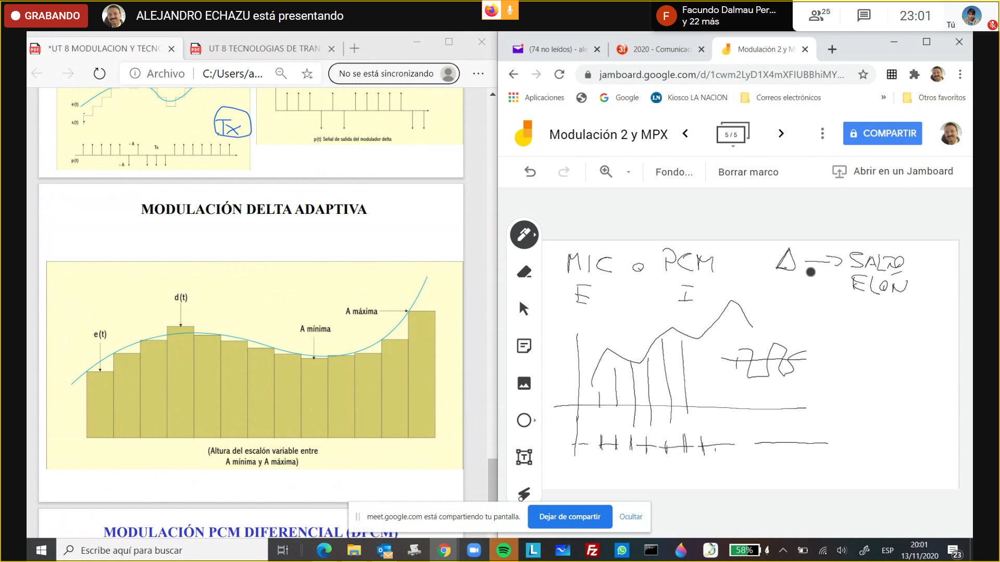 GRABANDO
ALEJANDRO ECHAZU está presentando
F
Facundo Dalmau Per...
y 22 más
25
23:01
Tú
*UT 8 MODULACION Y TECNO
UT 8 TECNOLOGIAS DE TRAN
Archivo
C:/Users/a...
No se está sincronizando
e(t)
s(t)
Tx
- A
Ts
p(t)
- A
p(t) Señal de salida del modulador delta
MODULACIÓN DELTA ADAPTIVA
d(t)
e(t)
A máxima
A mínima
(Altura del escalón variable entre
A mínima y A máxima)
MODULACIÓN PCM DIFERENCIAL (DPCM)
(74 no leídos) - ale
2020 - Comunicac
Modulación 2 y M
jamboard.google.com/d/1cwm2LyD1X4mXFIUBBhiMY...
Aplicaciones
Google
LN
Kiosco LA NACION
Correos electrónicos
»
Otros favoritos
Modulación 2 y MPX
5 / 5
COMPARTIR
Fondo...
Borrar marco
Abrir en un Jamboard
MIC o PCM
E I
Δ → SALTO
ELON
meet.google.com está compartiendo tu pantalla.
Dejar de compartir
Ocultar
Escribe aquí para buscar
58%
ESP
20:01
13/11/2020
23